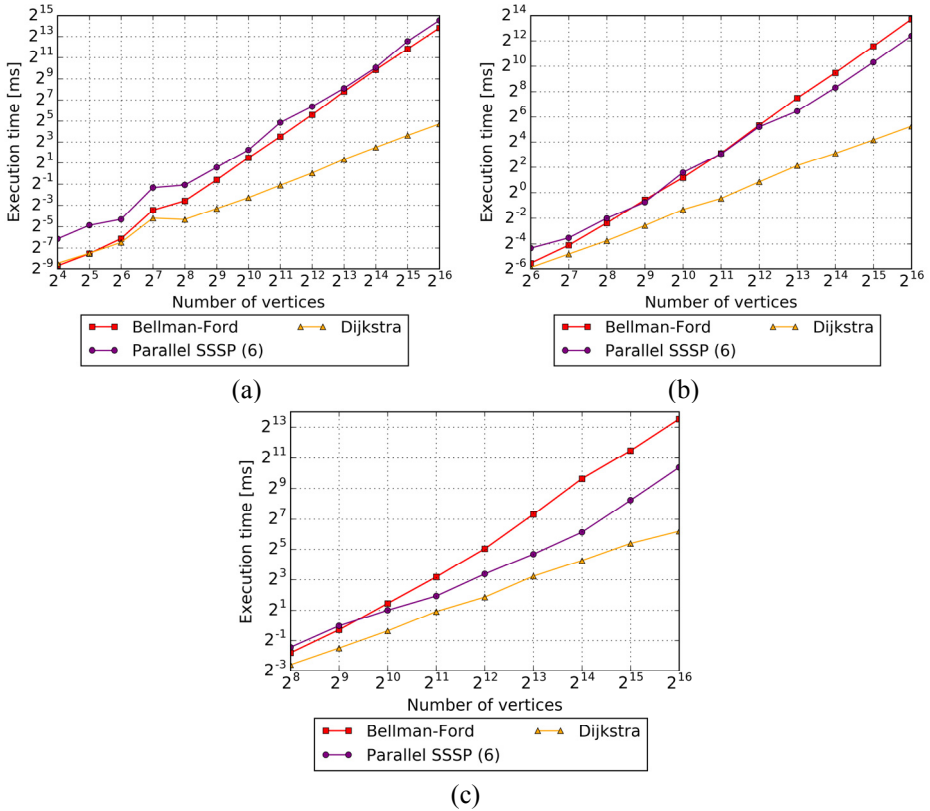 2^15
2^13
2^11
2^9
2^7
2^5
2^3
2^1
2^-1
2^-3
2^-5
2^-7
2^-9
Execution time [ms]
2^4 2^5 2^6 2^7 2^8 2^9 2^10 2^11 2^12 2^13 2^14 2^15 2^16
Number of vertices
Bellman-Ford Dijkstra
Parallel SSSP (6)
(a)
2^14
2^12
2^10
2^8
2^6
2^4
2^2
2^0
2^-2
2^-4
2^-6
Execution time [ms]
2^6 2^7 2^8 2^9 2^10 2^11 2^12 2^13 2^14 2^15 2^16
Number of vertices
Bellman-Ford Dijkstra
Parallel SSSP (6)
(b)
2^13
2^11
2^9
2^7
2^5
2^3
2^1
2^-1
2^-3
Execution time [ms]
2^8 2^9 2^10 2^11 2^12 2^13 2^14 2^15 2^16
Number of vertices
Bellman-Ford Dijkstra
Parallel SSSP (6)
(c)